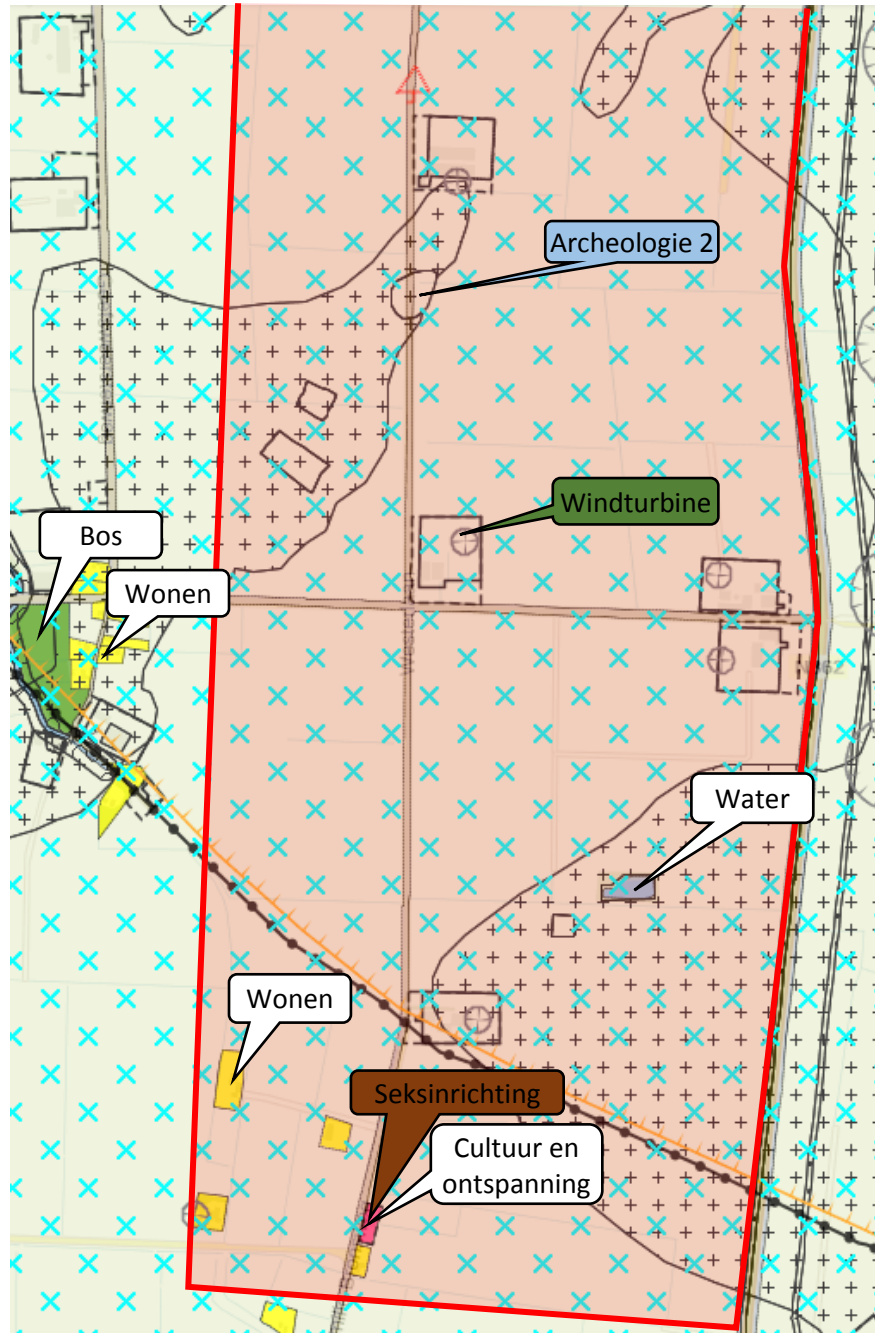 Archeologie 2
Windturbine
Bos
Wonen
Water
Wonen
Seksinrichting
Cultuur en
ontspanning